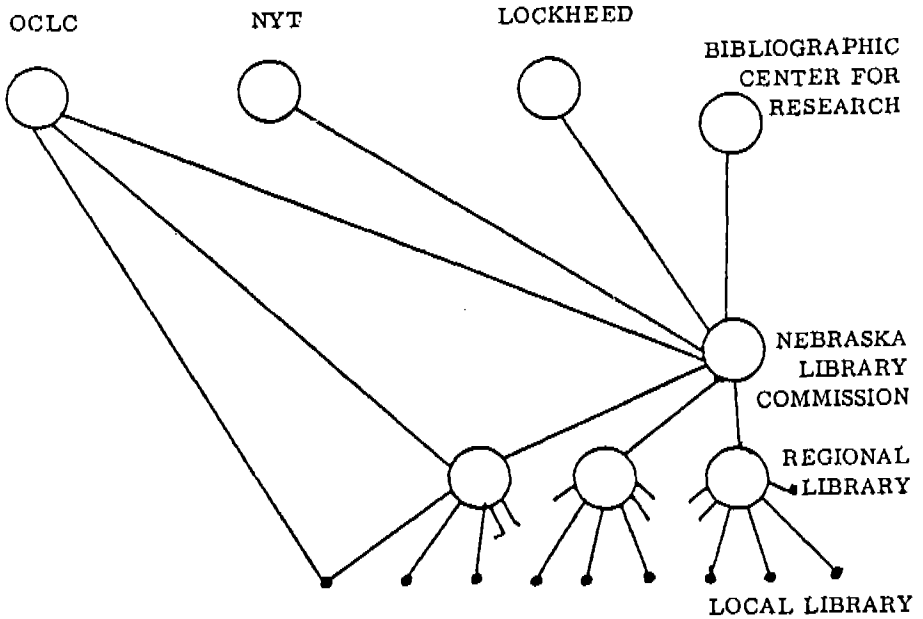 OCLC
NYT
LOCKHEED
BIBLIOGRAPHIC
CENTER FOR
RESEARCH
NEBRASKA
LIBRARY
COMMISSION
REGIONAL
LIBRARY
LOCAL LIBRARY